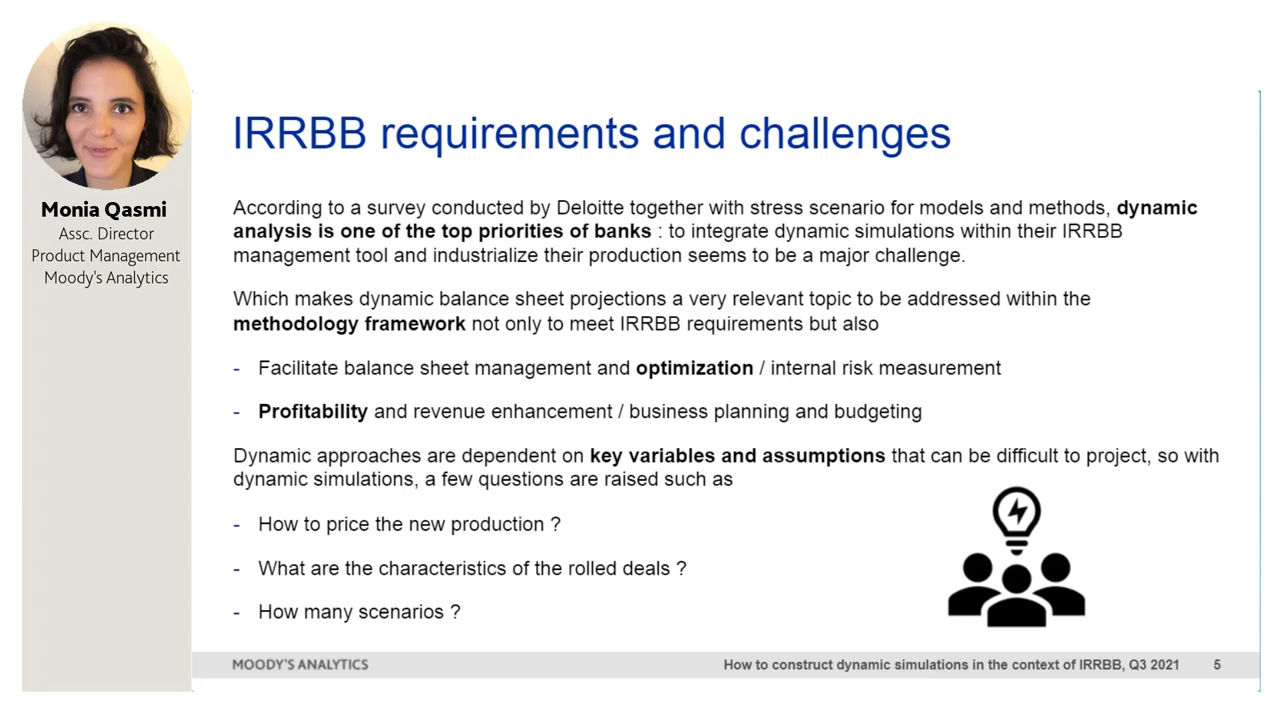 Monia Qasmi
Assc. Director
Product Management
Moody's Analytics
IRRBB requirements and challenges
According to a survey conducted by Deloitte together with stress scenario for models and methods, dynamic
analysis is one of the top priorities of banks : to integrate dynamic simulations within their IRRBB
management tool and industrialize their production seems to be a major challenge.
Which makes dynamic balance sheet projections a very relevant topic to be addressed within the
methodology framework not only to meet IRRBB requirements but also
- Facilitate balance sheet management and optimization / internal risk measurement
- Profitability and revenue enhancement / business planning and budgeting
Dynamic approaches are dependent on key variables and assumptions that can be difficult to project, so with
dynamic simulations, a few questions are raised such as
- How to price the new production ?
- What are the characteristics of the rolled deals ?
- How many scenarios ?
MOODY'S ANALYTICS
How to construct dynamic simulations in the context of IRRBB, Q3 2021 5